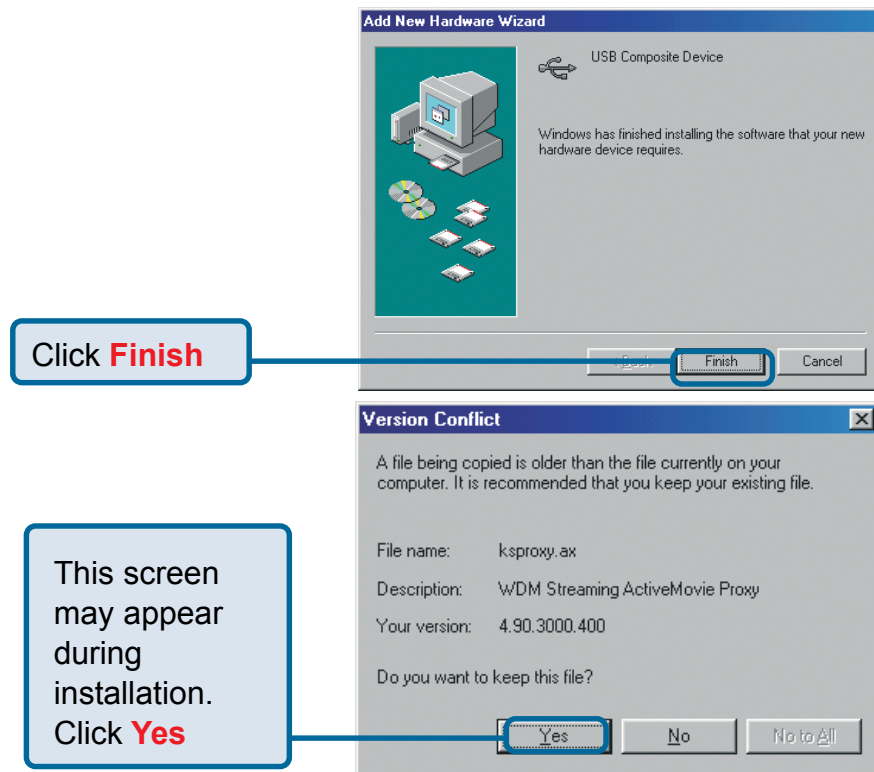 Add New Hardware Wizard
USB Composite Device
Windows has finished installing the software that your new
hardware device requires.
Click Finish
< Back
Finish
Cancel
Version Conflict
A file being copied is older than the file currently on your
computer. It is recommended that you keep your existing file.
File name: ksproxy.ax
Description: WDM Streaming ActiveMovie Proxy
Your version: 4.90.3000.400
Do you want to keep this file?
This screen
may appear
during
installation.
Click Yes
Yes
No
No to All